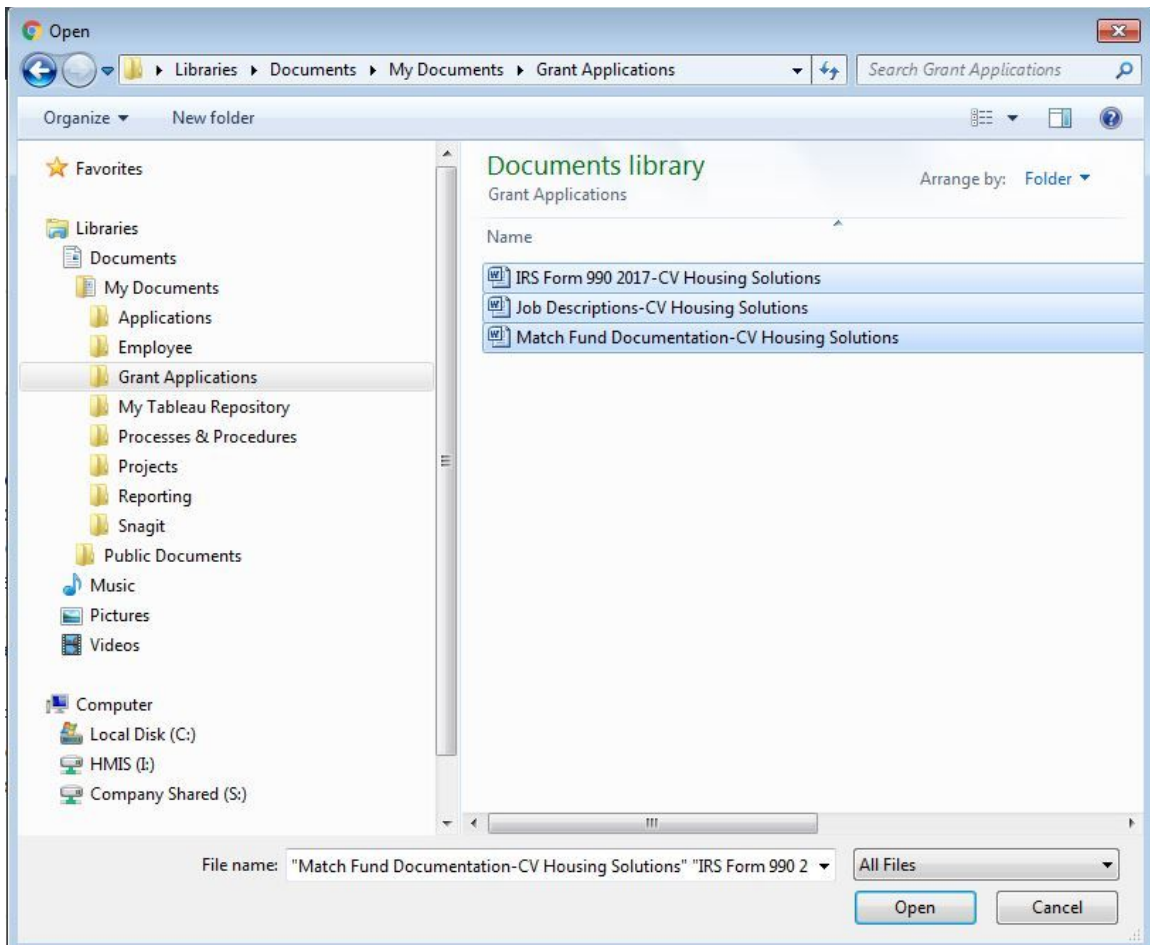 Open
Libraries Documents My Documents Grant Applications
Search Grant Applications
Organize New folder
Favorites
Libraries
Documents
My Documents
Applications
Employee
Grant Applications
My Tableau Repository
Processes & Procedures
Projects
Reporting
Snagit
Public Documents
Music
Pictures
Videos
Computer
Local Disk (C:)
HMIS (I:)
Company Shared (S:)
Documents library
Grant Applications
Arrange by: Folder
Name
IRS Form 990 2017-CV Housing Solutions
Job Descriptions-CV Housing Solutions
Match Fund Documentation-CV Housing Solutions
File name: "Match Fund Documentation-CV Housing Solutions" "IRS Form 990 2
All Files
Open Cancel